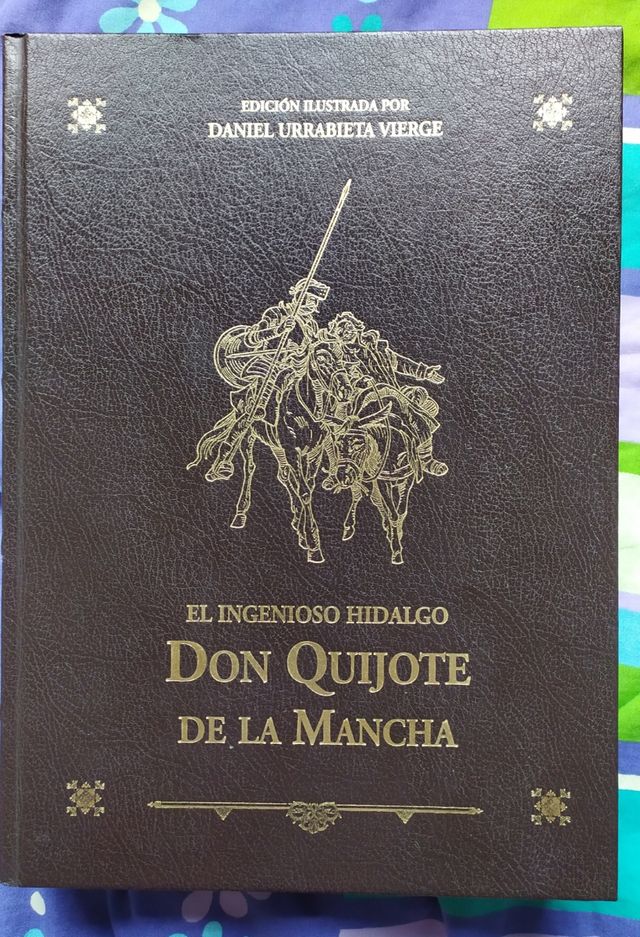 EDICIÓN ILUSTRADA POR
DANIEL URRABIETA VIERGE
EL INGENIOSO HIDALGO
DON QUIJOTE
DE LA MANCHA